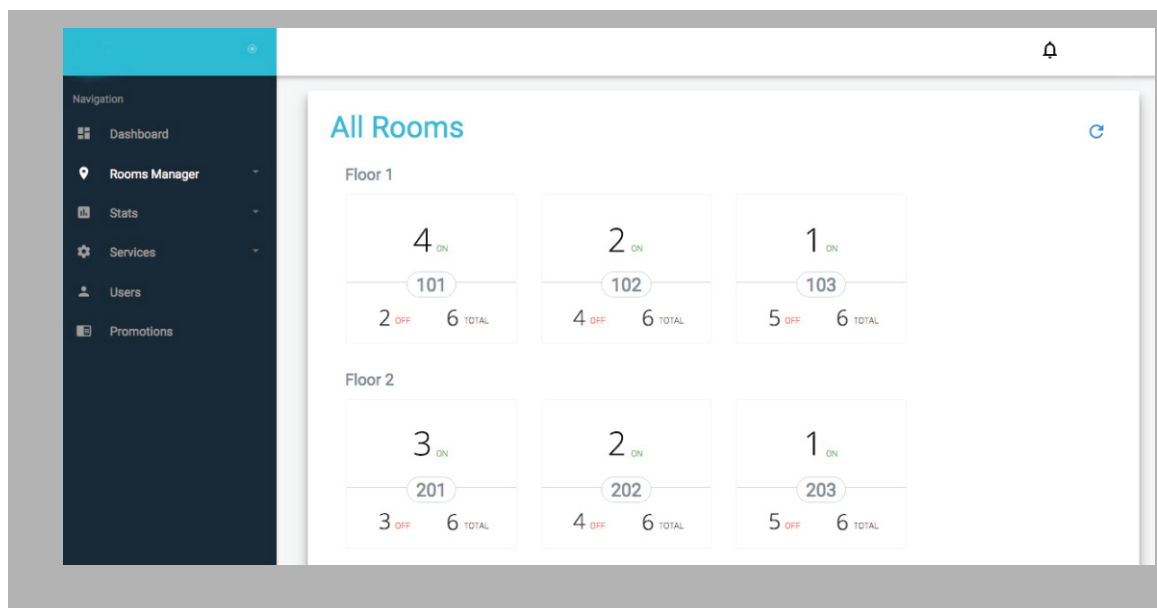 Navigation
Dashboard
Rooms Manager
Stats
Services
Users
Promotions
All Rooms
Floor 1
4 ON
101
2 OFF 6 TOTAL
2 ON
102
4 OFF 6 TOTAL
1 ON
103
5 OFF 6 TOTAL
Floor 2
3 ON
201
3 OFF 6 TOTAL
2 ON
202
4 OFF 6 TOTAL
1 ON
203
5 OFF 6 TOTAL